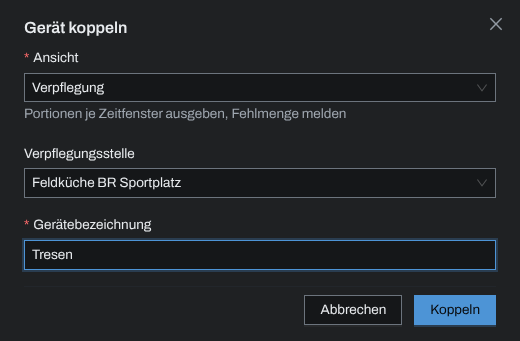 Gerät koppeln
* Ansicht
Verpflegung
Portionen je Zeitfenster ausgeben, Fehlmenge melden
Verpflegungsstelle
Feldküche BR Sportplatz
* Gerätebezeichnung
Tresen
Abbrechen
Koppeln